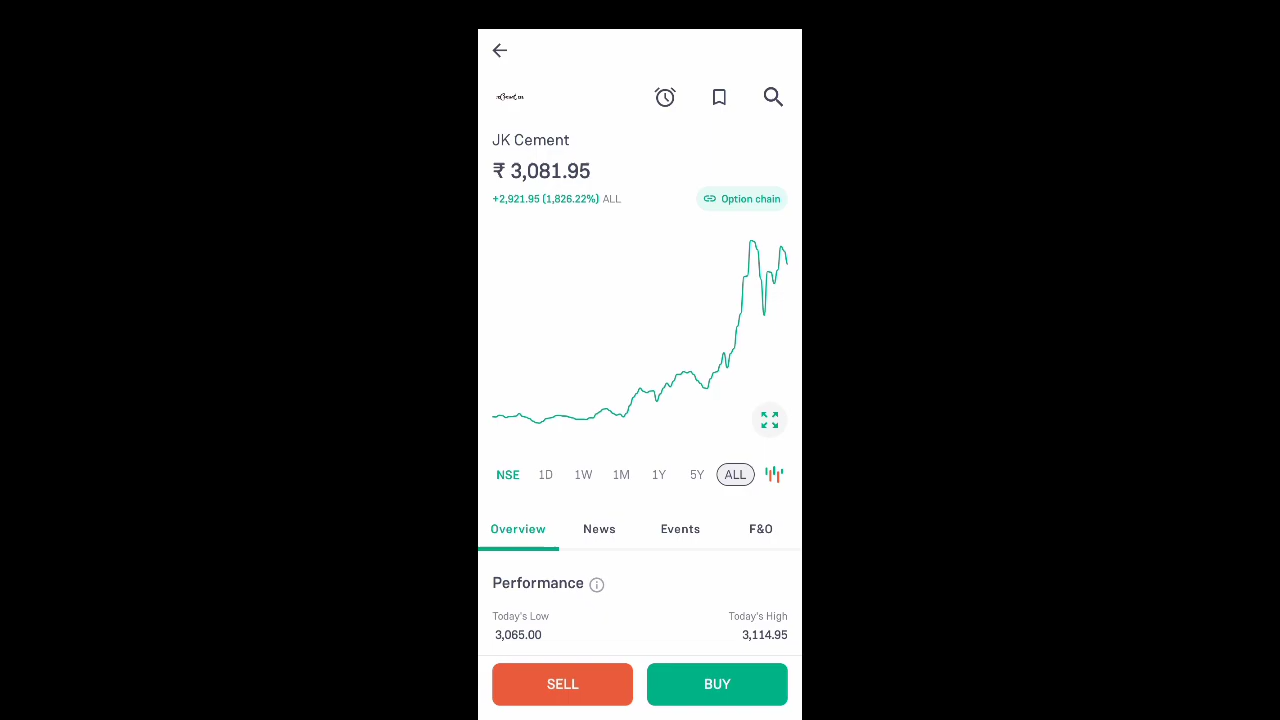 JK Cement
₹ 3,081.95
+2,921.95 (1,826.22%) ALL
Option chain
NSE 1D 1W 1M 1Y 5Y ALL
Overview News Events F&O
Performance
Today's Low Today's High
3,065.00 3,114.95
SELL BUY